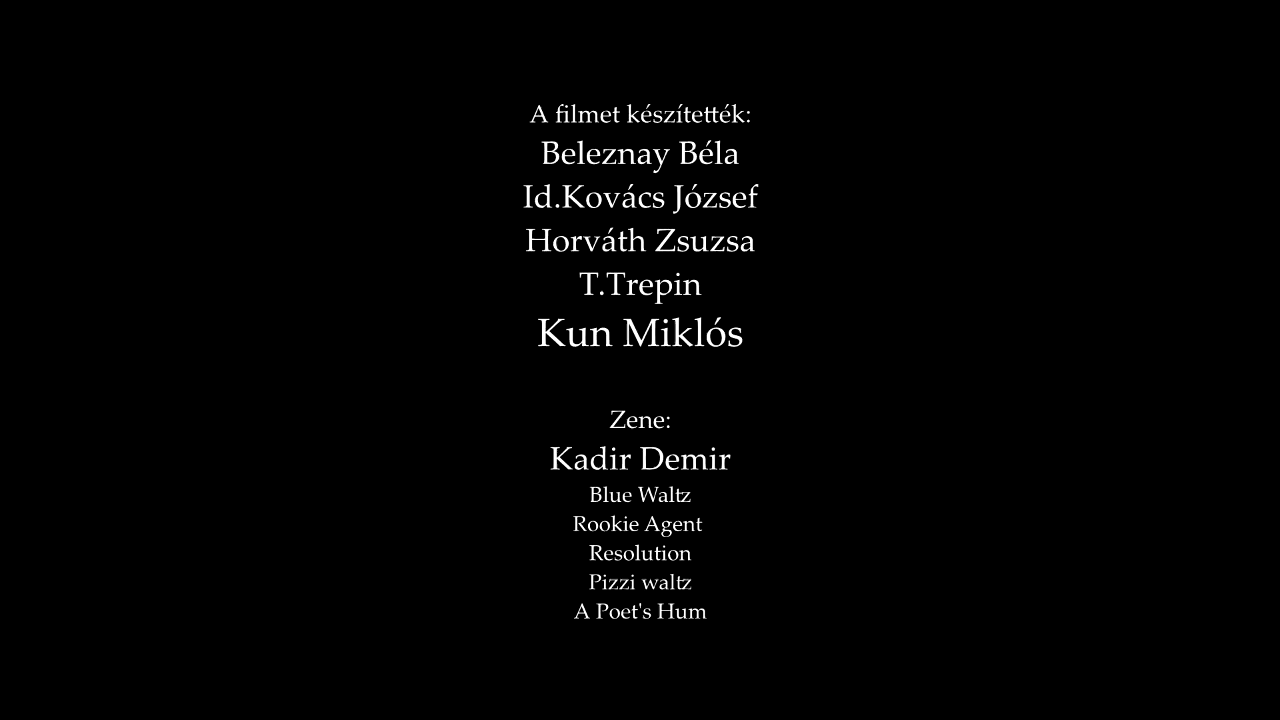 A filmet készítették:
Beleznay Béla
Id.Kovács József
Horváth Zsuzsa
T.Trepin
Kun Miklós
Zene:
Kadir Demir
Blue Waltz
Rookie Agent
Resolution
Pizzi waltz
A Poet's Hum